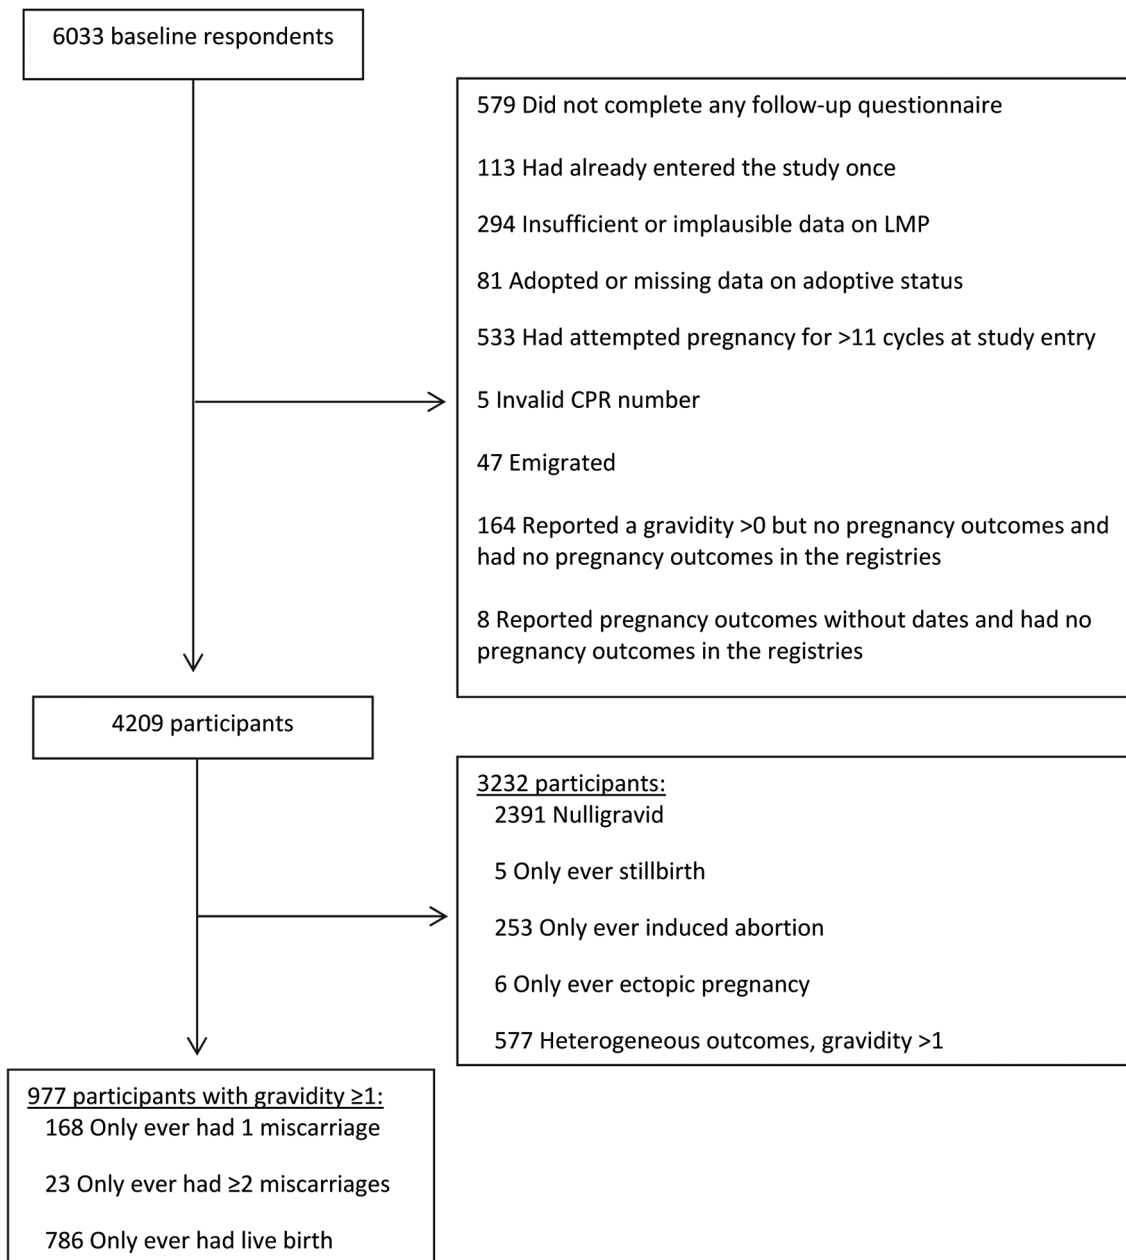 6033 baseline respondents
579 Did not complete any follow-up questionnaire
113 Had already entered the study once
294 Insufficient or implausible data on LMP
81 Adopted or missing data on adoptive status
533 Had attempted pregnancy for >11 cycles at study entry
5 Invalid CPR number
47 Emigrated
164 Reported a gravidity >0 but no pregnancy outcomes and
had no pregnancy outcomes in the registries
8 Reported pregnancy outcomes without dates and had no
pregnancy outcomes in the registries
4209 participants
3232 participants:
2391 Nulligravid
5 Only ever stillbirth
253 Only ever induced abortion
6 Only ever ectopic pregnancy
577 Heterogeneous outcomes, gravidity >1
977 participants with gravidity ≥1:
168 Only ever had 1 miscarriage
23 Only ever had ≥2 miscarriages
786 Only ever had live birth